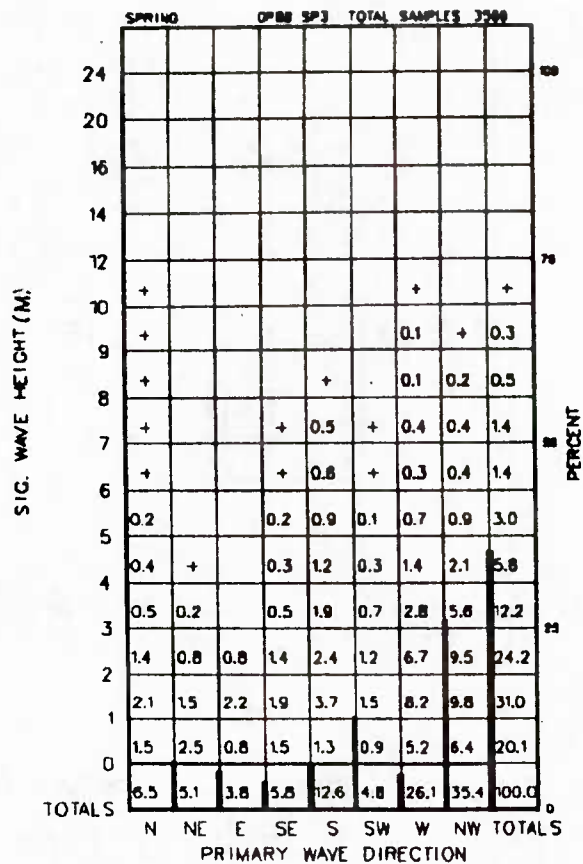 SPRING OP88 SP3 TOTAL SAMPLES 3500
24 100
20
16
14
12 75
+ + +
10
+ 0.1 + 0.3
9
+ + 0.1 0.2 0.5
8
+ + 0.5 + 0.4 0.4 1.4
7
+ + 0.6 + 0.3 0.4 1.4
6
0.2 0.2 0.9 0.1 0.7 0.9 3.0
5
0.4 + 0.3 1.2 0.3 1.4 2.1 5.8
4
0.5 0.2 0.5 1.9 0.7 2.8 5.6 12.2
3 25
1.4 0.8 0.8 1.4 2.4 1.2 6.7 9.5 24.2
2
2.1 1.5 2.2 1.9 3.7 1.5 8.2 9.8 31.0
1
1.5 2.5 0.8 1.5 1.3 0.9 5.2 6.4 20.1
0
6.5 5.1 3.8 5.8 12.6 4.8 26.1 35.4 100.0
TOTALS 0
N NE E SE S SW W NW TOTALS
PRIMARY WAVE DIRECTION
SIG. WAVE HEIGHT (M)
PERCENT